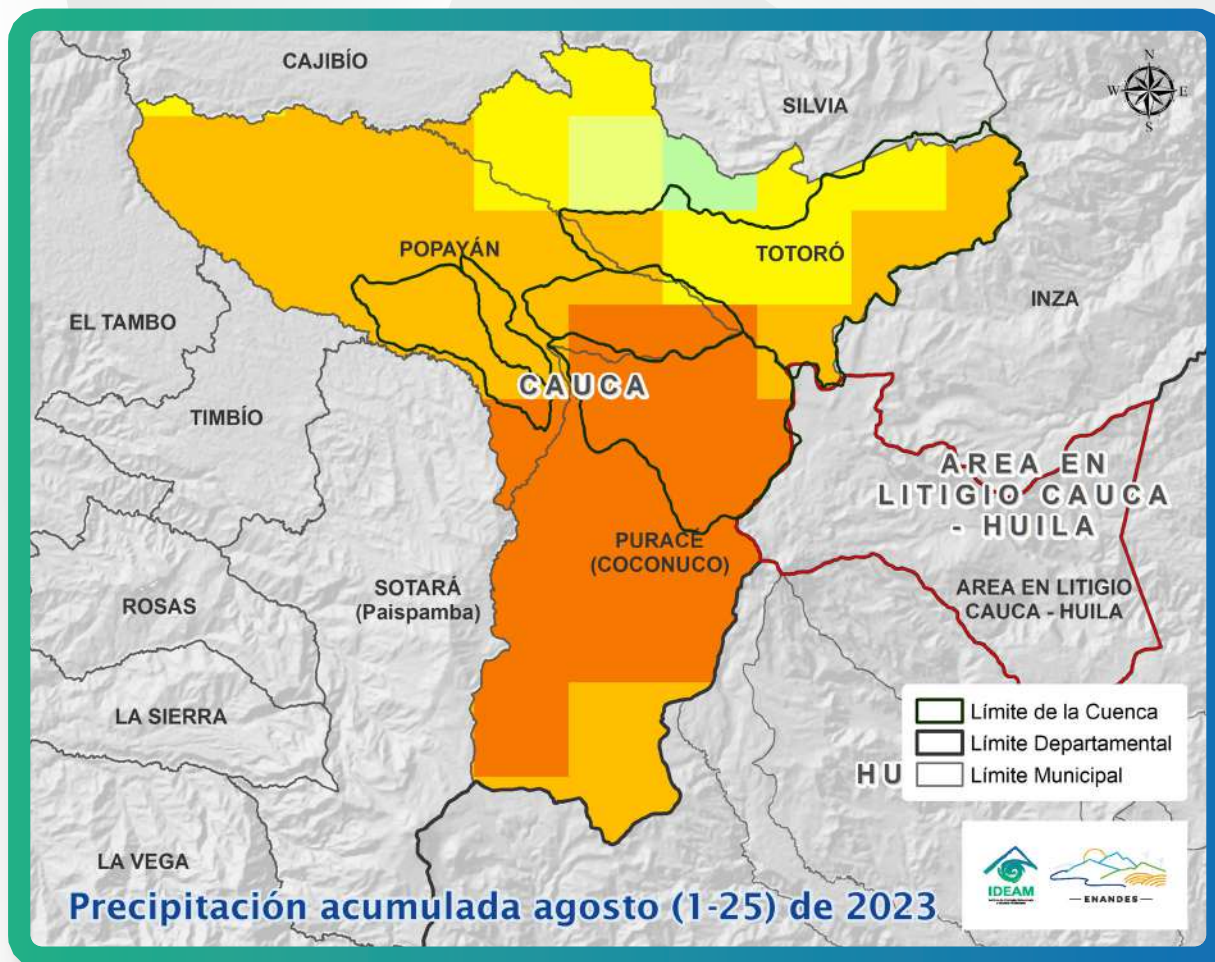 CAJIBÍO
SILVIA
N
W
E
S
POPAYÁN
TOTORÓ
INZA
EL TAMBO
CAUCA
TIMBÍO
AREA EN
LITIGIO CAUCA
- HUILA
PURACÉ
(COCONUCO)
SOTARÁ
(Paispamba)
AREA EN LITIGIO
CAUCA - HUILA
ROSAS
LA SIERRA
HU
Límite de la Cuenca
Límite Departamental
Límite Municipal
LA VEGA
Precipitación acumulada agosto (1-25) de 2023
IDEAM
— ENANDES —